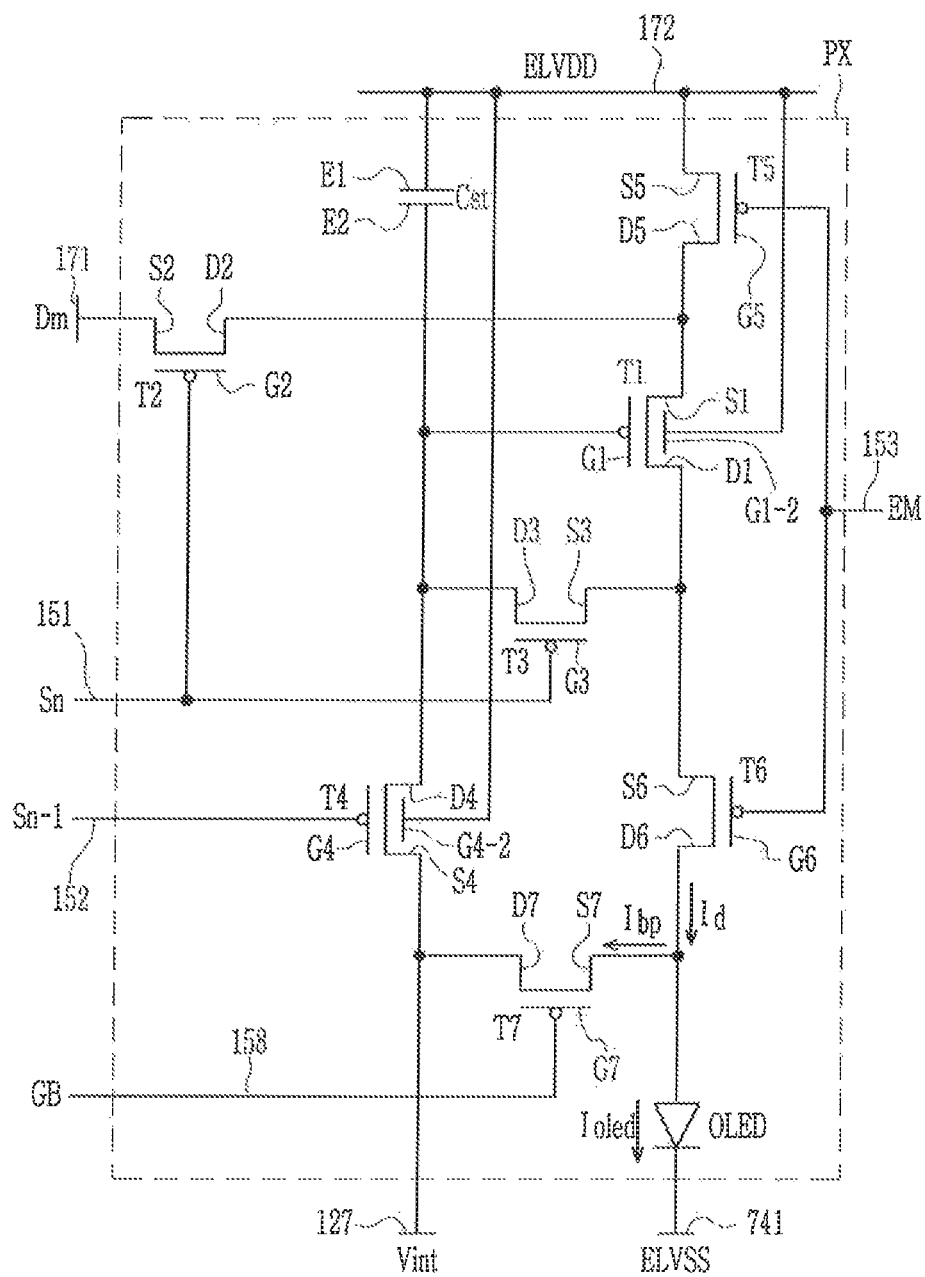 172
ELVDD
PX
E1
Cst
E2
S5
T5
D5
G5
171
S2
D2
Dm
T2
G2
T1
S1
G1
D1
G1-2
153
EM
D3
S3
151
T3
G3
Sn
T4
D4
S6
T6
Sn-1
G4
G4-2
D6
G6
S4
152
D7
S7
Ibp
Id
T7
G7
158
GB
Ioled
OLED
127
741
Vint
ELVSS